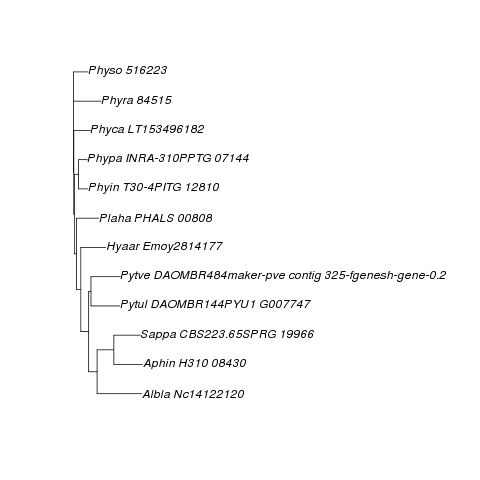 Physo 516223
Phyra 84515
Phyca LT153496182
Phypa INRA-310PPTG 07144
Phyin T30-4PITG 12810
Plaha PHALS 00808
Hyaar Emoy2814177
Pytve DAOMBR484maker-pve contig 325-fgenesh-gene-0.2
Pytul DAOMBR144PYU1 G007747
Sappa CBS223.65SPRG 19966
Aphin H310 08430
Albla Nc14122120